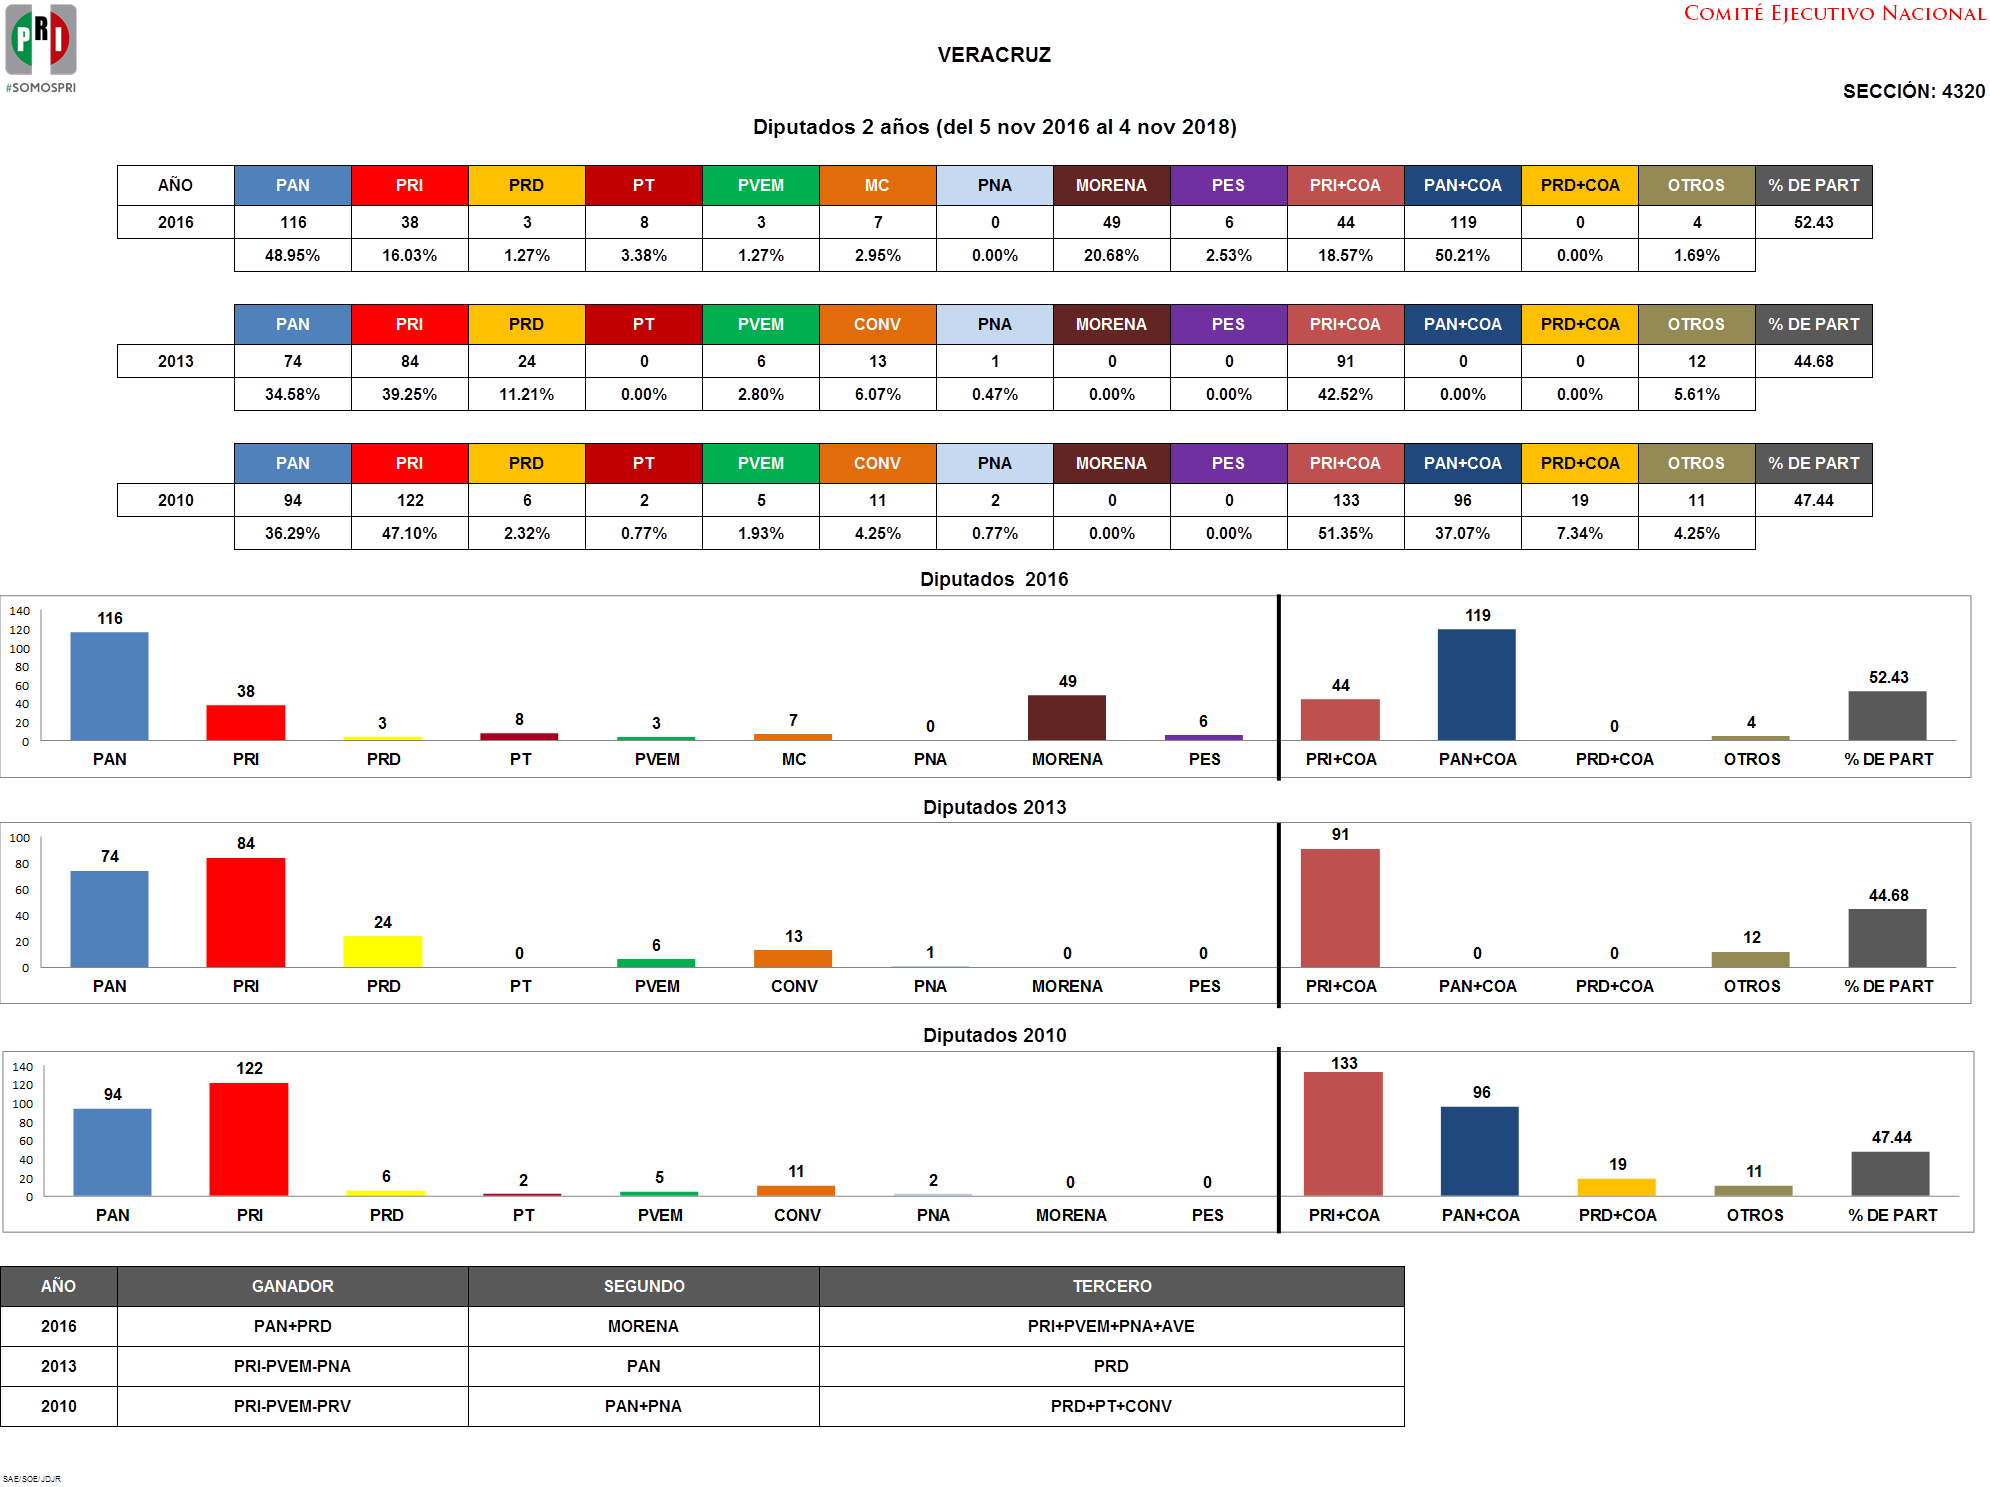 PRI
#SOMOSPRI
COMITÉ EJECUTIVO NACIONAL
VERACRUZ
SECCIÓN: 4320
Diputados 2 años (del 5 nov 2016 al 4 nov 2018)
AÑO PAN PRI PRD PT PVEM MC PNA MORENA PES PRI+COA PAN+COA PRD+COA OTROS % DE PART
2016 116 38 3 8 3 7 0 49 6 44 119 0 4 52.43
48.95% 16.03% 1.27% 3.38% 1.27% 2.95% 0.00% 20.68% 2.53% 18.57% 50.21% 0.00% 1.69%
PAN PRI PRD PT PVEM CONV PNA MORENA PES PRI+COA PAN+COA PRD+COA OTROS % DE PART
2013 74 84 24 0 6 13 1 0 0 91 0 0 12 44.68
34.58% 39.25% 11.21% 0.00% 2.80% 6.07% 0.47% 0.00% 0.00% 42.52% 0.00% 0.00% 5.61%
PAN PRI PRD PT PVEM CONV PNA MORENA PES PRI+COA PAN+COA PRD+COA OTROS % DE PART
2010 94 122 6 2 5 11 2 0 0 133 96 19 11 47.44
36.29% 47.10% 2.32% 0.77% 1.93% 4.25% 0.77% 0.00% 0.00% 51.35% 37.07% 7.34% 4.25%
Diputados 2016
140
120
100
80
60
40
20
0
116 38 3 8 3 7 0 49 6 44 119 0 4 52.43
PAN PRI PRD PT PVEM MC PNA MORENA PES PRI+COA PAN+COA PRD+COA OTROS % DE PART
Diputados 2013
100
80
60
40
20
0
74 84 24 0 6 13 1 0 0 91 0 0 12 44.68
PAN PRI PRD PT PVEM CONV PNA MORENA PES PRI+COA PAN+COA PRD+COA OTROS % DE PART
Diputados 2010
140
120
100
80
60
40
20
0
94 122 6 2 5 11 2 0 0 133 96 19 11 47.44
PAN PRI PRD PT PVEM CONV PNA MORENA PES PRI+COA PAN+COA PRD+COA OTROS % DE PART
AÑO GANADOR SEGUNDO TERCERO
2016 PAN+PRD MORENA PRI+PVEM+PNA+AVE
2013 PRI-PVEM-PNA PAN PRD
2010 PRI-PVEM-PRV PAN+PNA PRD+PT+CONV
SAE/SOE/JDJR